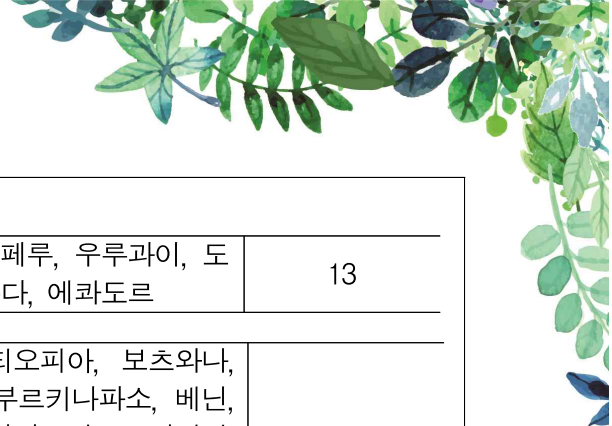 페루, 우루과이, 도
다, 에콰도르
13
티오피아, 보츠와나,
부르키나파소, 베닌,